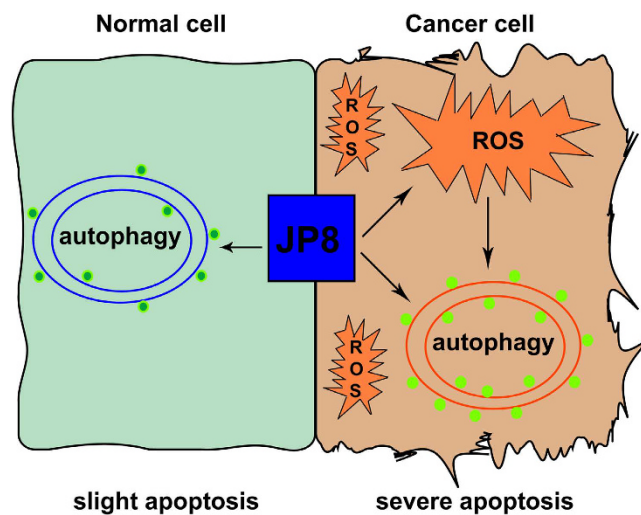 Normal cell
Cancer cell
ROS
ROS
JP8
autophagy
autophagy
ROS
slight apoptosis
severe apoptosis